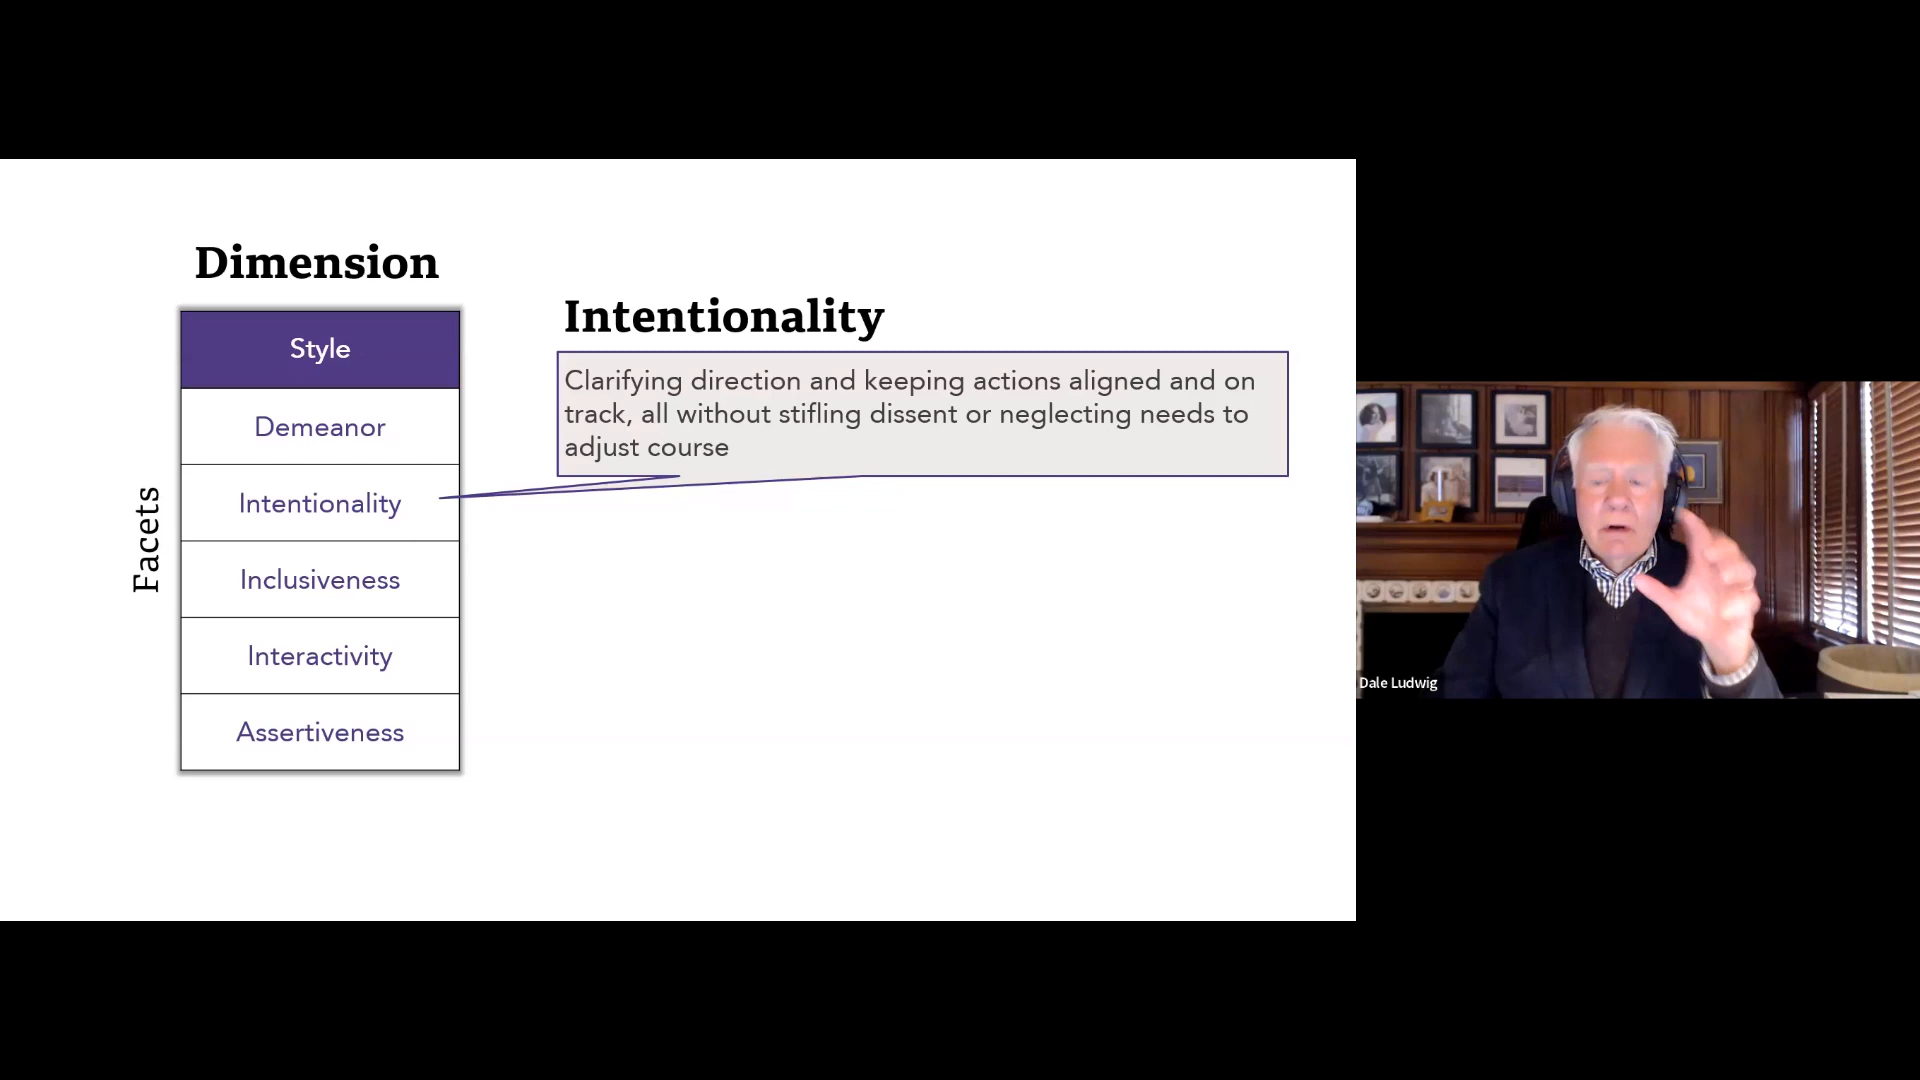 Dimension
Style
Facets
Demeanor
Intentionality
Inclusiveness
Interactivity
Assertiveness
Intentionality
Clarifying direction and keeping actions aligned and on
track, all without stifling dissent or neglecting needs to
adjust course
Dale Ludwig